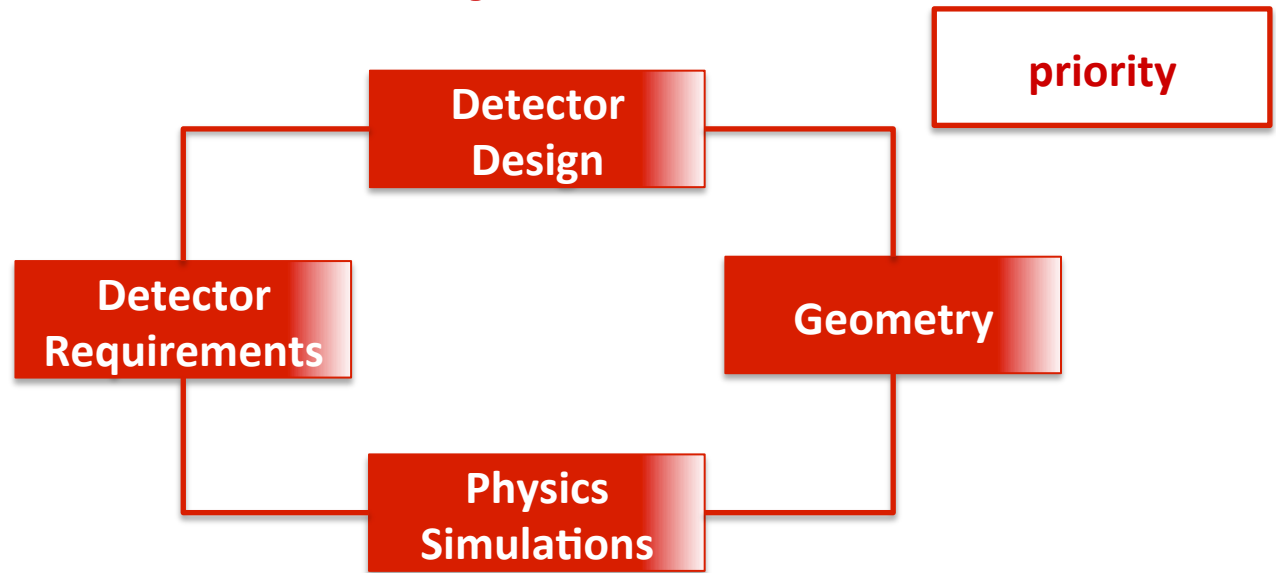 priority
Detector
Design
Detector
Requirements
Geometry
Physics
Simulations